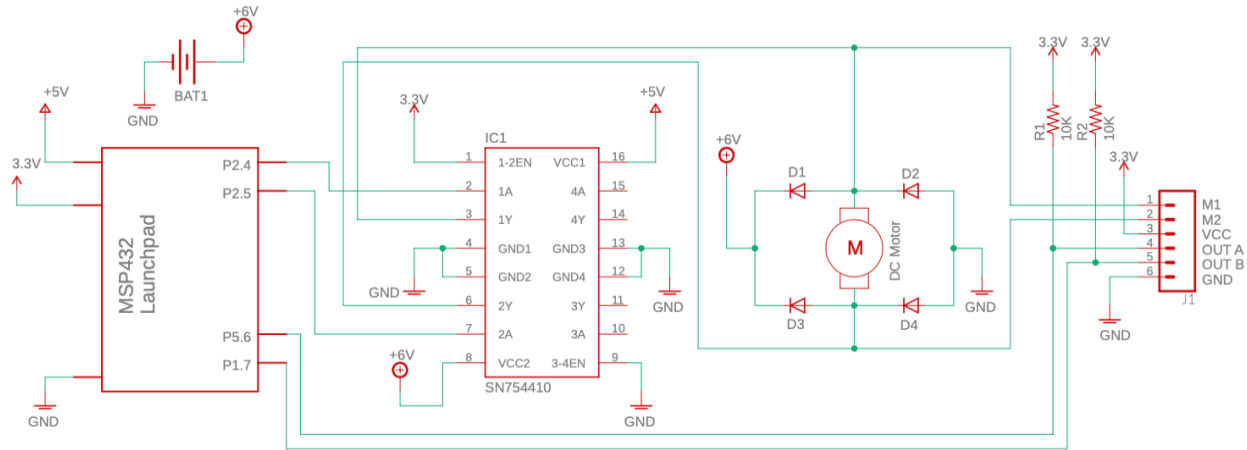 +6V
BAT1
GND
+5V
3.3V
MSP432
Launchpad
P2.4
P2.5
P5.6
P1.7
GND
3.3V
+5V
IC1
1 1-2EN VCC1 16
2 1A 4A 15
3 1Y 4Y 14
4 GND1 GND3 13
5 GND2 GND4 12
6 2Y 3Y 11
7 2A 3A 10
8 VCC2 3-4EN 9
SN754410
GND
GND
+6V
GND
+6V
D1
D2
M
DC Motor
D3
D4
GND
3.3V
3.3V
R1
10K
R2
10K
3.3V
1 M1
2 M2
3 VCC
4 OUT A
5 OUT B
6 GND
J1
GND